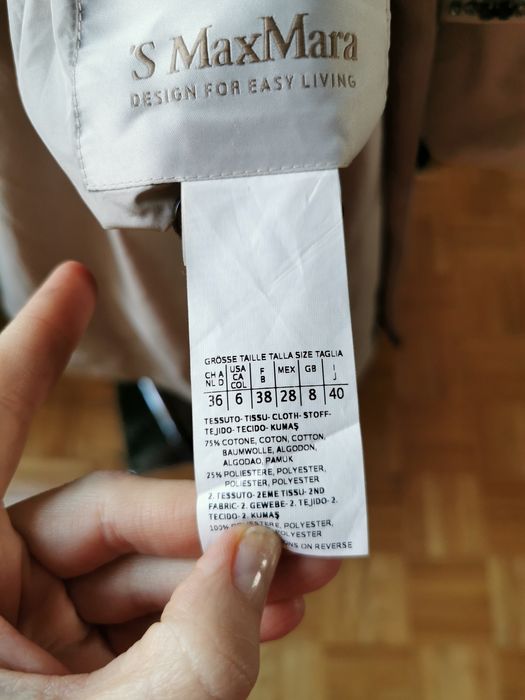 'S MaxMara
DESIGN FOR EASY LIVING
GRÖSSE TAILLE TALLA SIZE TAGLIA
CH A NL D | USA CA COL | F B | MEX | GB | I J
36 | 6 | 38 | 28 | 8 | 40
TESSUTO- TISSU- CLOTH- STOFF-
TEJIDO- TECIDO- KUMAŞ
75% COTONE, COTON, COTTON,
BAUMWOLLE, ALGODON,
ALGODAO, PAMUK
25% POLIESTERE, POLYESTER,
POLIESTER, POLYESTER
2. TESSUTO- 2EME TISSU- 2ND
FABRIC- 2. GEWEBE- 2. TEJIDO- 2.
TECIDO- 2. KUMAŞ
100% POLIESTERE, POLYESTER,
POLYESTER
ON REVERSE